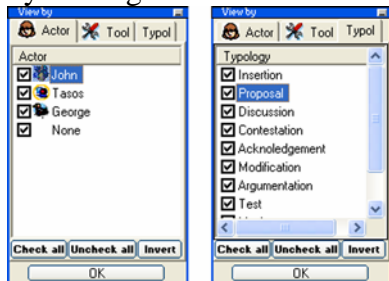 View by
Actor Tool Typol
Actor
John
Tasos
George
None
Check all Uncheck all Invert
OK
View by
Actor Tool Typol
Typology
Insertion
Proposal
Discussion
Contestation
Acknoledgement
Modification
Argumentation
Test
Check all Uncheck all Invert
OK